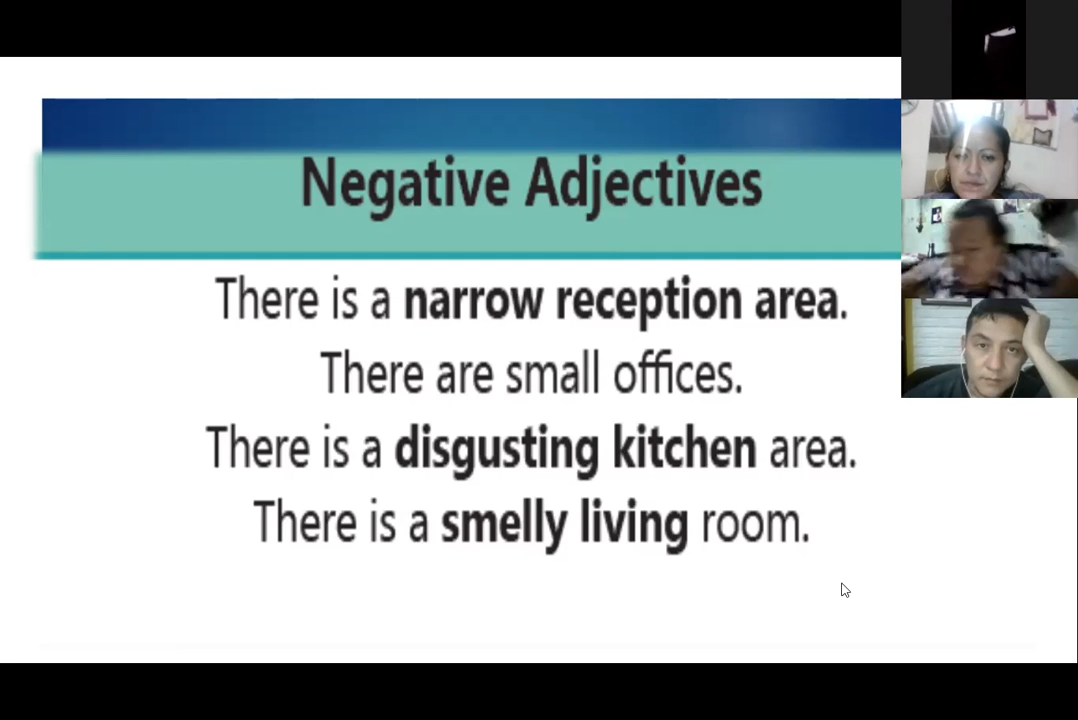 Negative Adjectives
There is a narrow reception area.
There are small offices.
There is a disgusting kitchen area.
There is a smelly living room.